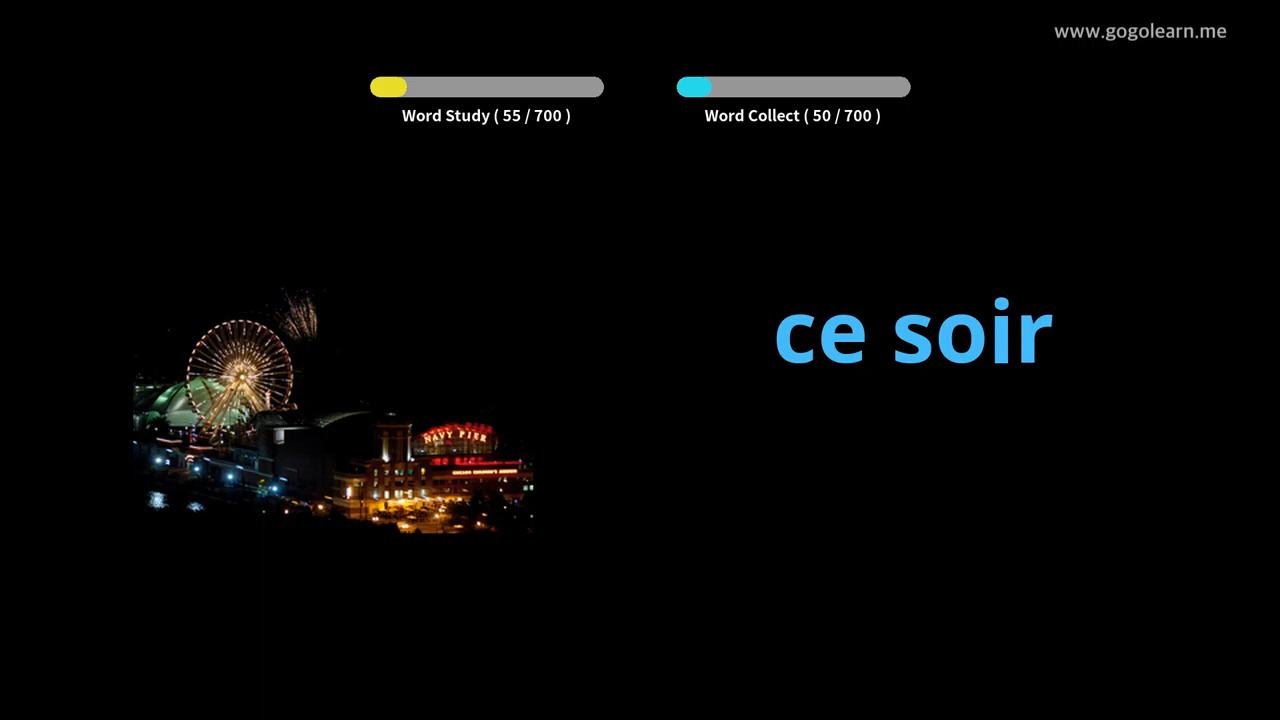 www.gogolearn.me
Word Study ( 55 / 700 )
Word Collect ( 50 / 700 )
ce soir
NAVY PIER